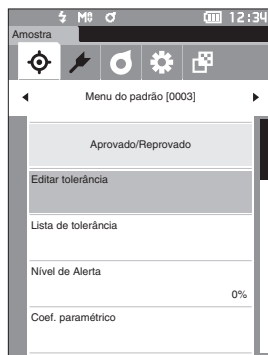 M0 12:34
Amostra
Menu do padrão [0003]
Aprovado/Reprovado
Editar tolerância
Lista de tolerância
Nível de Alerta
0%
Coef. paramétrico